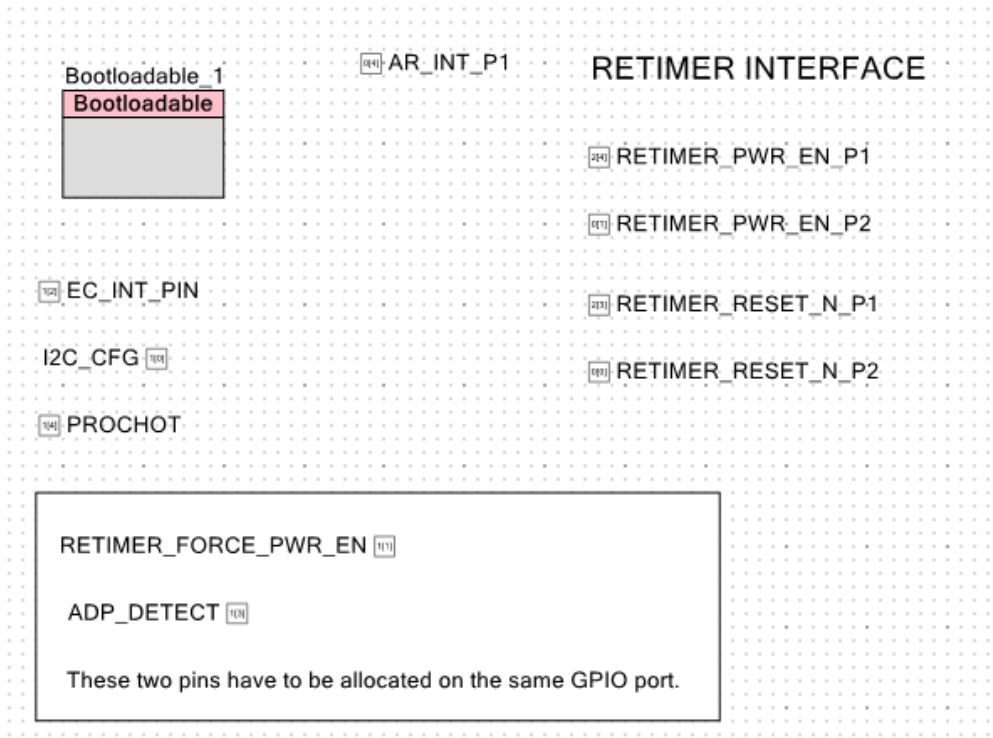 AR_INT_P1
RETIMER INTERFACE
Bootloadable_1
Bootloadable
RETIMER_PWR_EN_P1
RETIMER_PWR_EN_P2
EC_INT_PIN
RETIMER_RESET_N_P1
I2C_CFG
RETIMER_RESET_N_P2
PROCHOT
RETIMER_FORCE_PWR_EN
ADP_DETECT
These two pins have to be allocated on the same GPIO port.